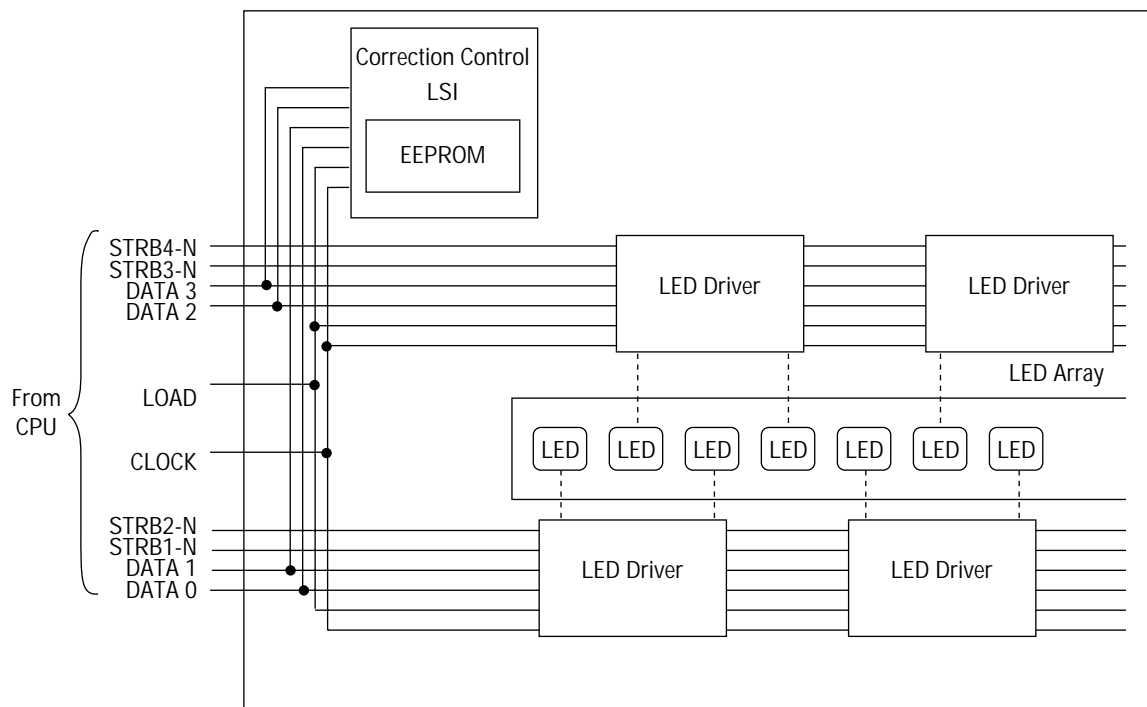 Correction Control
LSI
EEPROM
STRB4-N
STRB3-N
DATA 3
DATA 2
LED Driver
LED Driver
LED Array
From
CPU
LOAD
CLOCK
LED
LED
LED
LED
LED
LED
LED
STRB2-N
STRB1-N
DATA 1
DATA 0
LED Driver
LED Driver